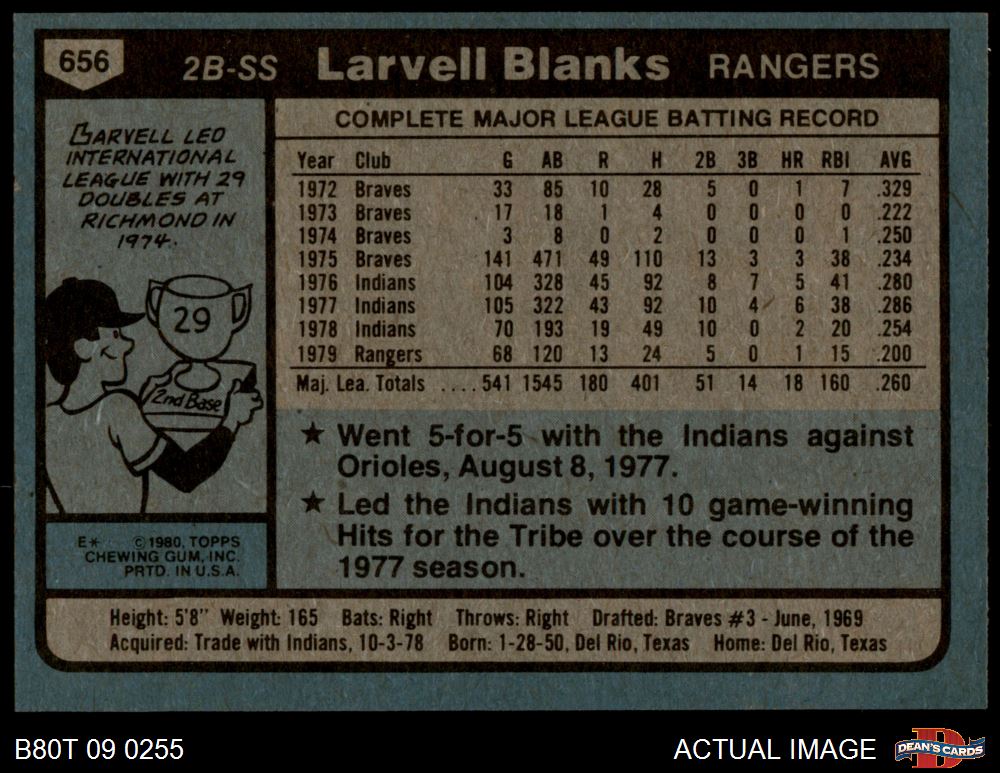 656
2B-SS Larvell Blanks RANGERS
BARVELL LED
INTERNATIONAL
LEAGUE WITH 29
DOUBLES AT
RICHMOND IN
1974.
29
2nd Base
E* © 1980, TOPPS
CHEWING GUM, INC.
PRTD. IN U.S.A.
COMPLETE MAJOR LEAGUE BATTING RECORD
Year Club G AB R H 2B 3B HR RBI AVG
1972 Braves 33 85 10 28 5 0 1 7 .329
1973 Braves 17 18 1 4 0 0 0 0 .222
1974 Braves 3 8 0 2 0 0 0 1 .250
1975 Braves 141 471 49 110 13 3 3 38 .234
1976 Indians 104 328 45 92 8 7 5 41 .280
1977 Indians 105 322 43 92 10 4 6 38 .286
1978 Indians 70 193 19 49 10 0 2 20 .254
1979 Rangers 68 120 13 24 5 0 1 15 .200
Maj. Lea. Totals .... 541 1545 180 401 51 14 18 160 .260
★ Went 5-for-5 with the Indians against
Orioles, August 8, 1977.
★ Led the Indians with 10 game-winning
Hits for the Tribe over the course of the
1977 season.
Height: 5'8" Weight: 165 Bats: Right Throws: Right Drafted: Braves #3 - June, 1969
Acquired: Trade with Indians, 10-3-78 Born: 1-28-50, Del Rio, Texas Home: Del Rio, Texas
B80T 09 0255
ACTUAL IMAGE
D
DEAN'S CARDS